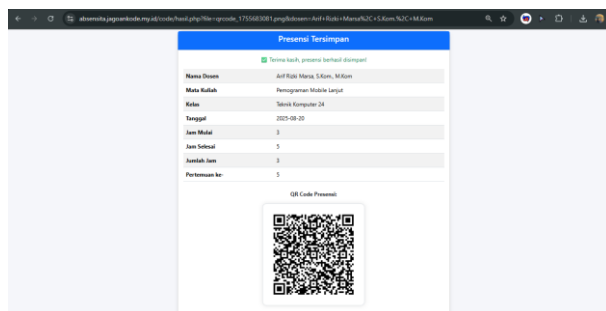 absensita.jagoankode.my.id/code/hasil.php?file=qrcode_1755683081.png&dosen=Arif+Rizki+Marsa%2C+S.Kom.%2C+M.Kom
Presensi Tersimpan
Terima kasih, presensi berhasil disimpan!
Nama Dosen Arif Rizki Marsa, S.Kom., M.Kom
Mata Kuliah Pemograman Mobile Lanjut
Kelas Teknik Komputer 24
Tanggal 2025-08-20
Jam Mulai 3
Jam Selesai 5
Jumlah Jam 3
Pertemuan ke- 5
QR Code Presensi: